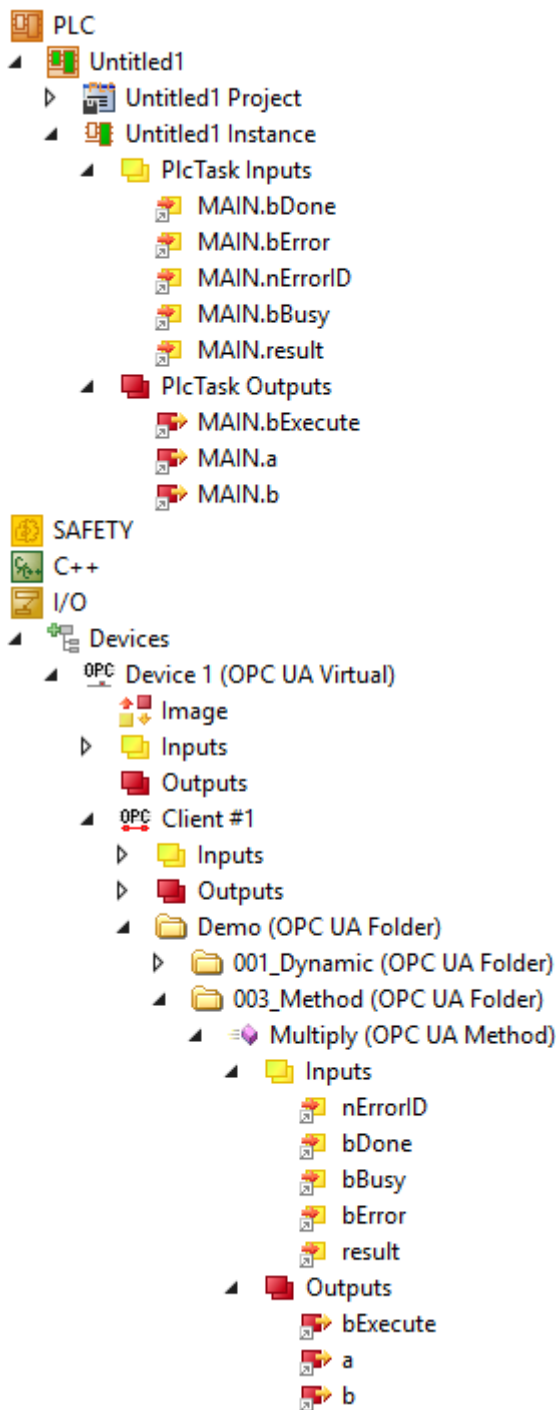 PLC
Untitled1
Untitled1 Project
Untitled1 Instance
PlcTask Inputs
MAIN.bDone
MAIN.bError
MAIN.nErrorID
MAIN.bBusy
MAIN.result
PlcTask Outputs
MAIN.bExecute
MAIN.a
MAIN.b
SAFETY
C++
I/O
Devices
OPC Device 1 (OPC UA Virtual)
Image
Inputs
Outputs
OPC Client #1
Inputs
Outputs
Demo (OPC UA Folder)
001_Dynamic (OPC UA Folder)
003_Method (OPC UA Folder)
Multiply (OPC UA Method)
Inputs
nErrorID
bDone
bBusy
bError
result
Outputs
bExecute
a
b